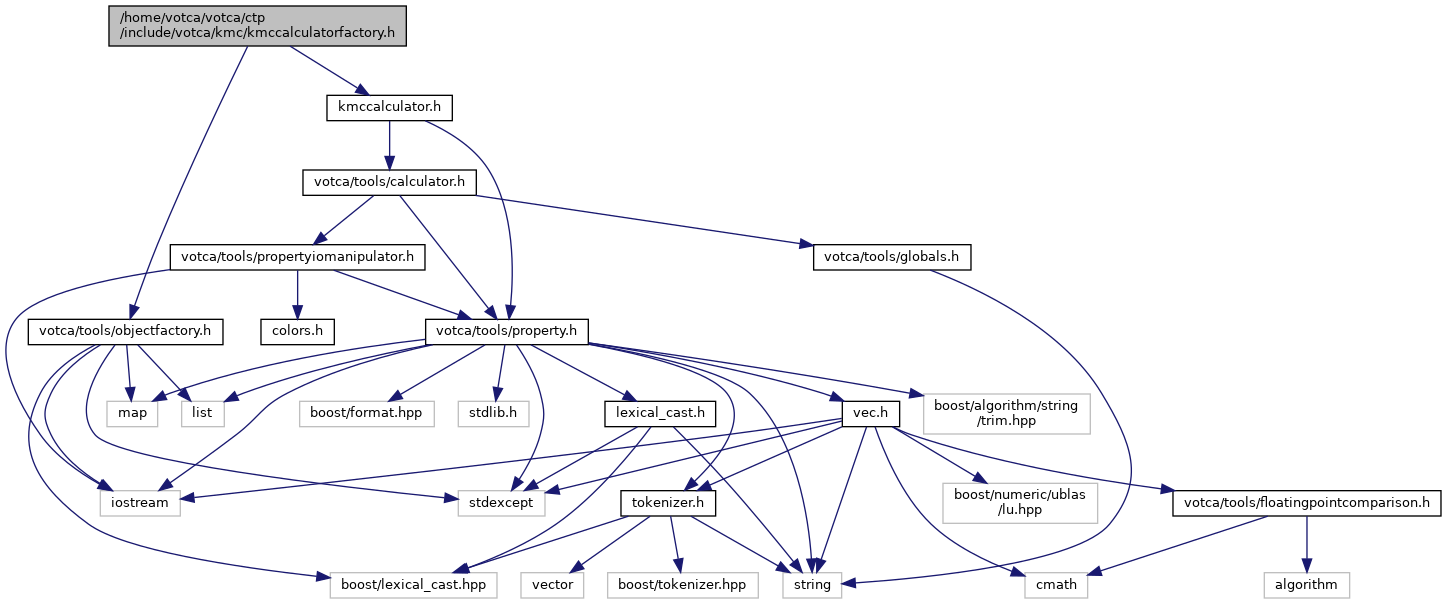 /home/votca/votca/ctp
/include/votca/kmc/kmccalculatorfactory.h
kmccalculator.h
votca/tools/calculator.h
votca/tools/propertyiomanipulator.h
votca/tools/globals.h
votca/tools/objectfactory.h
colors.h
votca/tools/property.h
map
list
boost/format.hpp
stdlib.h
lexical_cast.h
vec.h
boost/algorithm/string
/trim.hpp
iostream
stdexcept
tokenizer.h
boost/numeric/ublas
/lu.hpp
votca/tools/floatingpointcomparison.h
boost/lexical_cast.hpp
vector
boost/tokenizer.hpp
string
cmath
algorithm